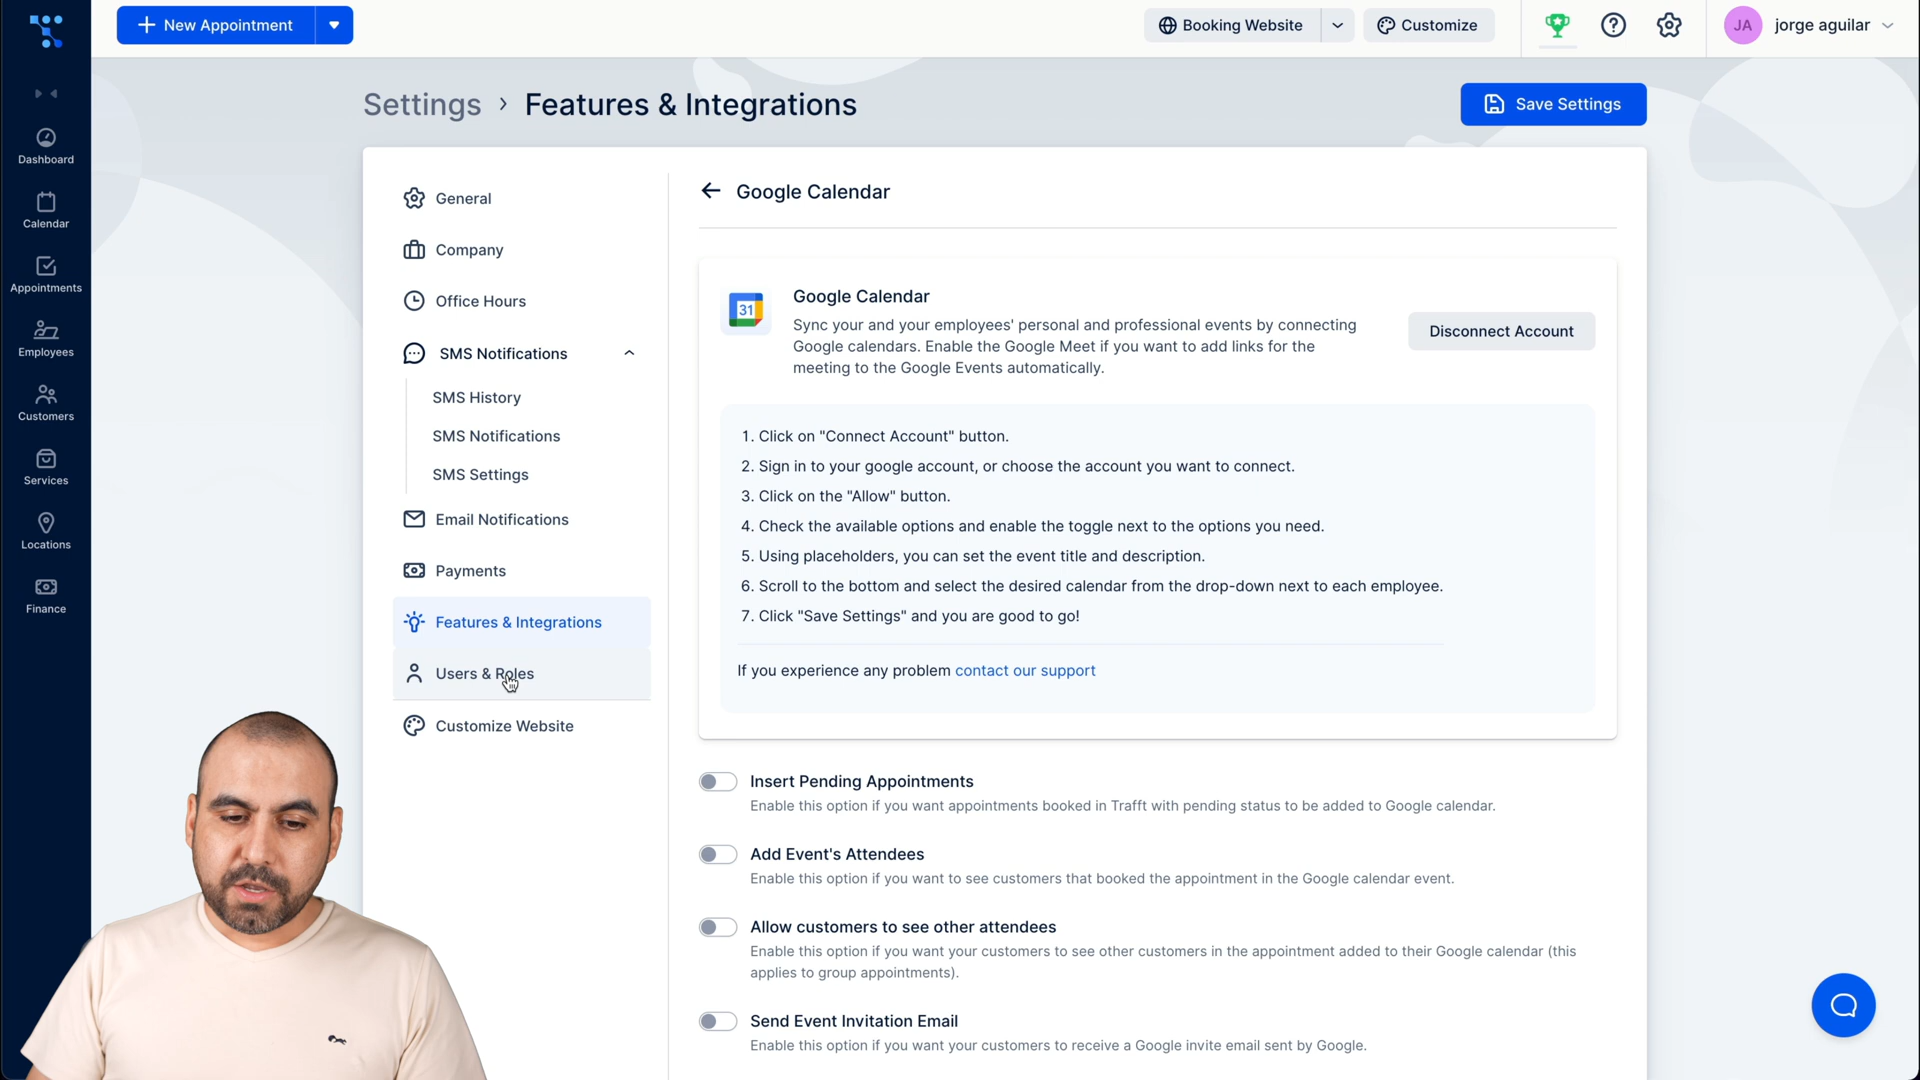 New Appointment
Booking Website
Customize
JA
jorge aguilar
Settings > Features & Integrations
Save Settings
Dashboard
Calendar
Appointments
Employees
Customers
Services
Locations
Finance
General
Company
Office Hours
SMS Notifications
SMS History
SMS Notifications
SMS Settings
Email Notifications
Payments
Features & Integrations
Users & Roles
Customize Website
Google Calendar
31
Google Calendar
Sync your and your employees' personal and professional events by connecting
Google calendars. Enable the Google Meet if you want to add links for the
meeting to the Google Events automatically.
Disconnect Account
1. Click on "Connect Account" button.
2. Sign in to your google account, or choose the account you want to connect.
3. Click on the "Allow" button.
4. Check the available options and enable the toggle next to the options you need.
5. Using placeholders, you can set the event title and description.
6. Scroll to the bottom and select the desired calendar from the drop-down next to each employee.
7. Click "Save Settings" and you are good to go!
If you experience any problem contact our support
Insert Pending Appointments
Enable this option if you want appointments booked in Trafft with pending status to be added to Google calendar.
Add Event's Attendees
Enable this option if you want to see customers that booked the appointment in the Google calendar event.
Allow customers to see other attendees
Enable this option if you want your customers to see other customers in the appointment added to their Google calendar (this
applies to group appointments).
Send Event Invitation Email
Enable this option if you want your customers to receive a Google invite email sent by Google.